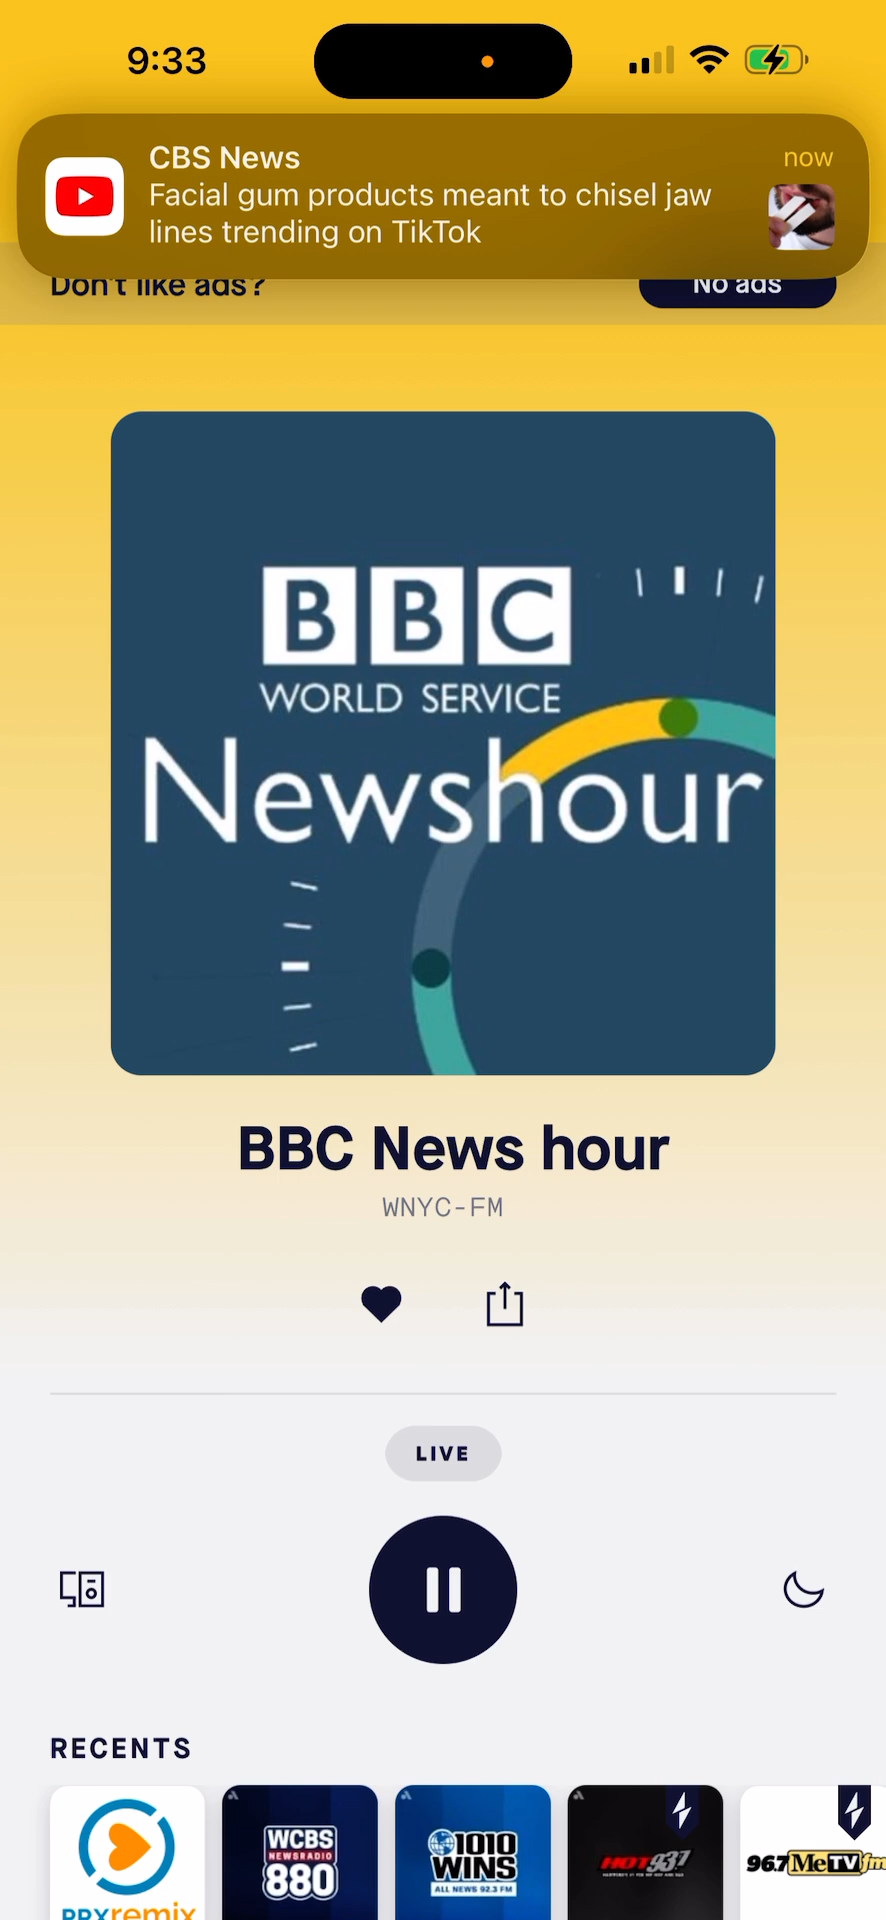 9:33
CBS News
now
Facial gum products meant to chisel jaw
lines trending on TikTok
Don't like ads?
No ads
BBC
WORLD SERVICE
Newshour
BBC News hour
WNYC-FM
LIVE
RECENTS
PRXremix
WCBS
NEWSRADIO
880
1010
WINS
ALL NEWS 92.3 FM
HOT 93.7
96.7 MeTV fm